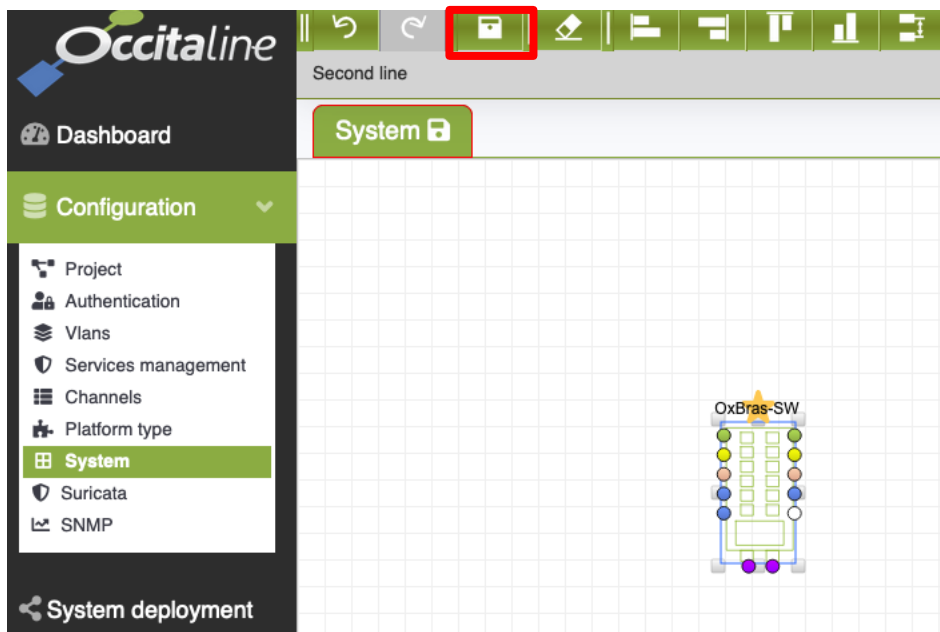 Occitaline
Second line
System
Dashboard
Configuration
Project
Authentication
Vlans
Services management
Channels
Platform type
System
Suricata
SNMP
System deployment
OxBras-SW